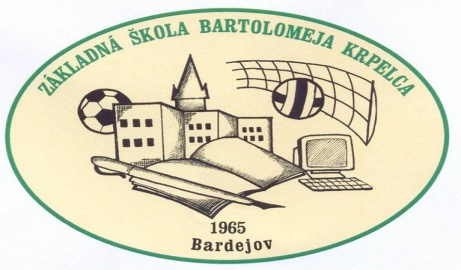 ZÁKLADNÁ ŠKOLA BARTOLOMEJA KRPELCA
1965
Bardejov